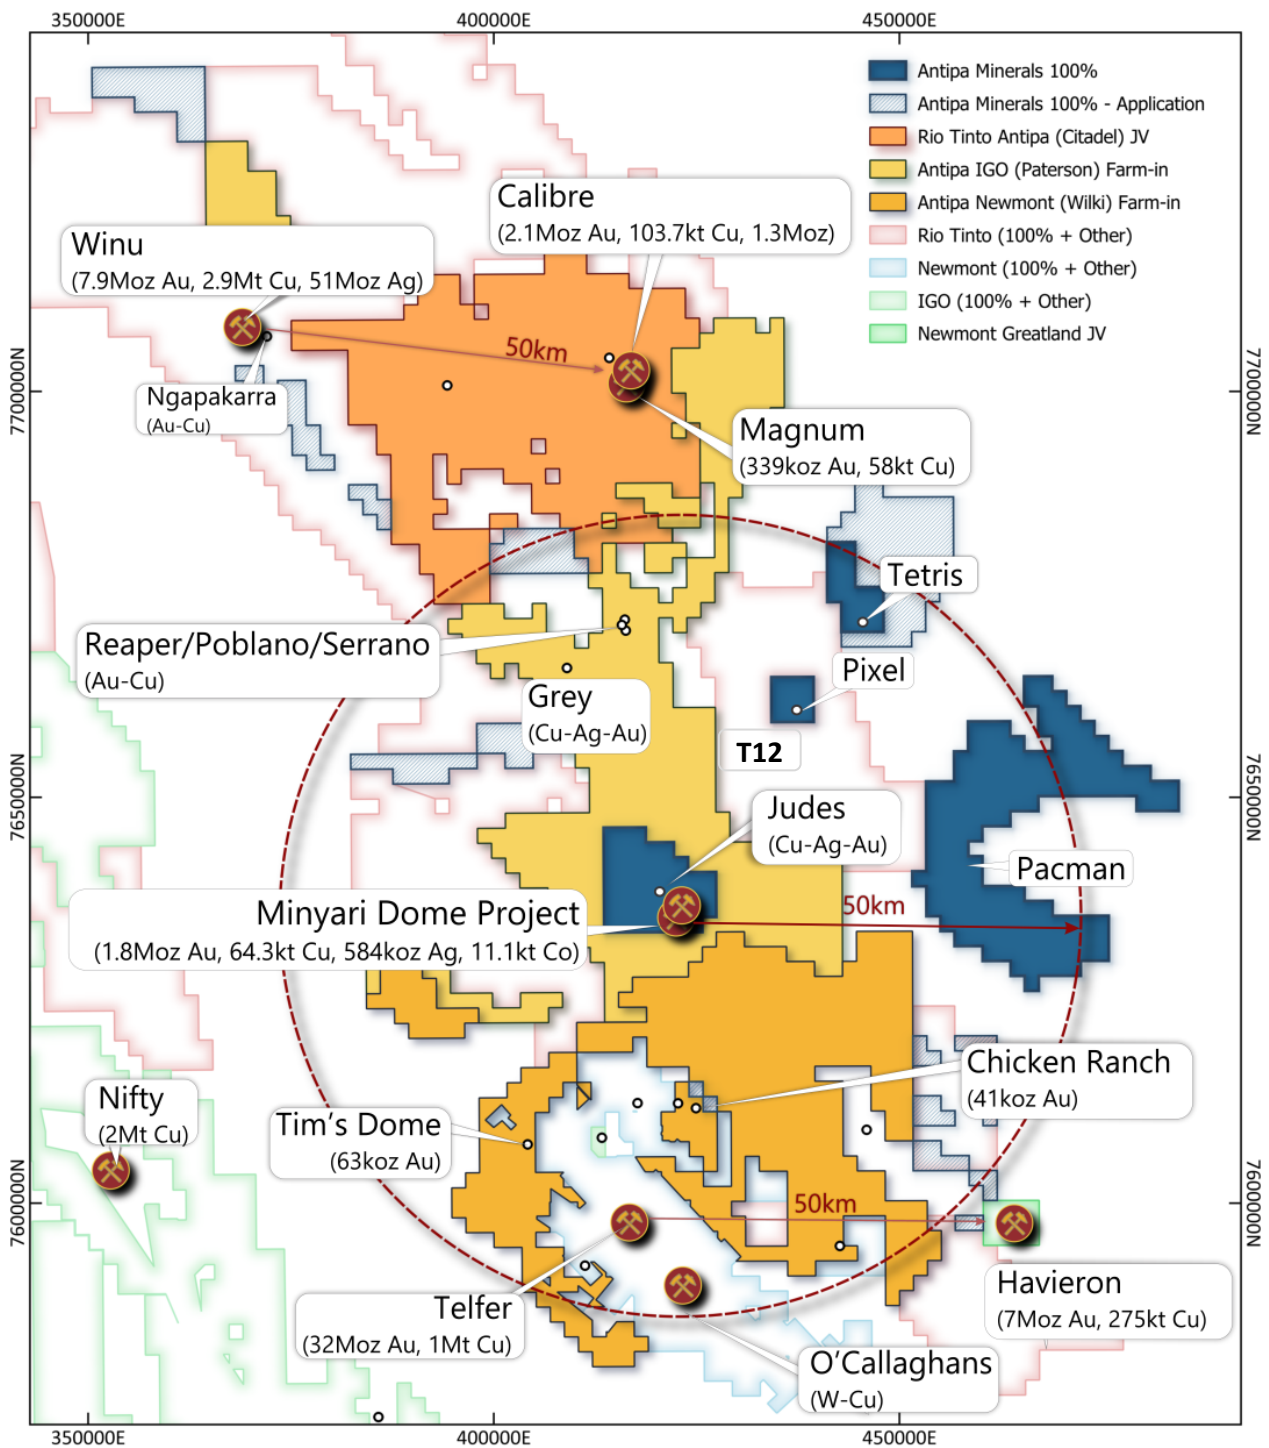 350000E
400000E
450000E
Antipa Minerals 100%
Antipa Minerals 100% - Application
Rio Tinto Antipa (Citadel) JV
Antipa IGO (Paterson) Farm-in
Antipa Newmont (Wilki) Farm-in
Rio Tinto (100% + Other)
Newmont (100% + Other)
IGO (100% + Other)
Newmont Greatland JV
Calibre
(2.1Moz Au, 103.7kt Cu, 1.3Moz)
Winu
(7.9Moz Au, 2.9Mt Cu, 51Moz Ag)
50km
7700000N
7700000N
Ngapakarra
(Au-Cu)
Magnum
(339koz Au, 58kt Cu)
Tetris
Reaper/Poblano/Serrano
(Au-Cu)
Pixel
Grey
(Cu-Ag-Au)
T12
7650000N
7650000N
Judes
(Cu-Ag-Au)
Pacman
50km
Minyari Dome Project
(1.8Moz Au, 64.3kt Cu, 584koz Ag, 11.1kt Co)
Chicken Ranch
(41koz Au)
Nifty
(2Mt Cu)
Tim's Dome
(63koz Au)
7600000N
7600000N
50km
Havieron
(7Moz Au, 275kt Cu)
Telfer
(32Moz Au, 1Mt Cu)
O'Callaghans
(W-Cu)
350000E
400000E
450000E